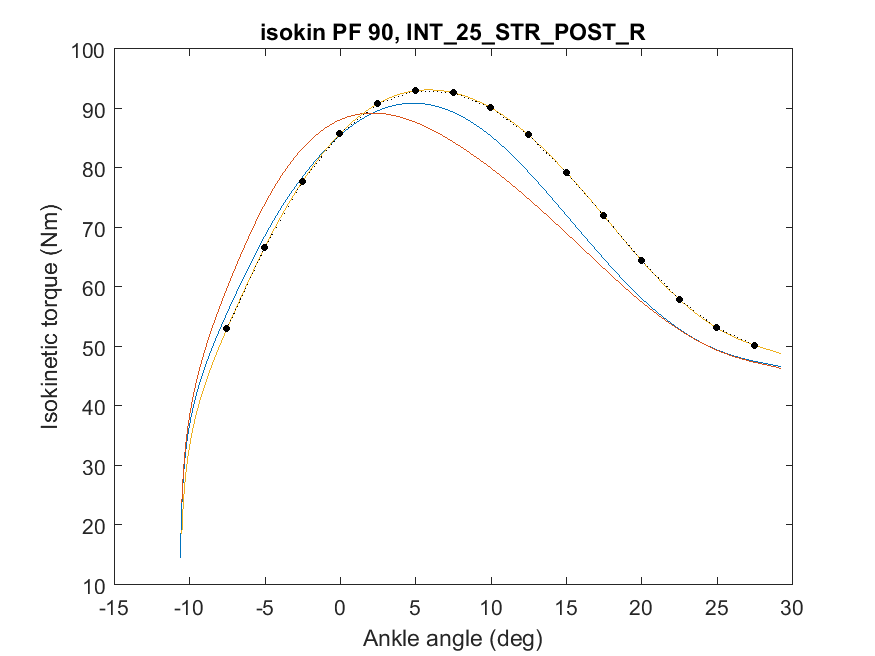 isokin PF 90, INT_25_STR_POST_R
100
90
80
70
60
50
40
30
20
10
Isokinetic torque (Nm)
-15 -10 -5 0 5 10 15 20 25 30
Ankle angle (deg)